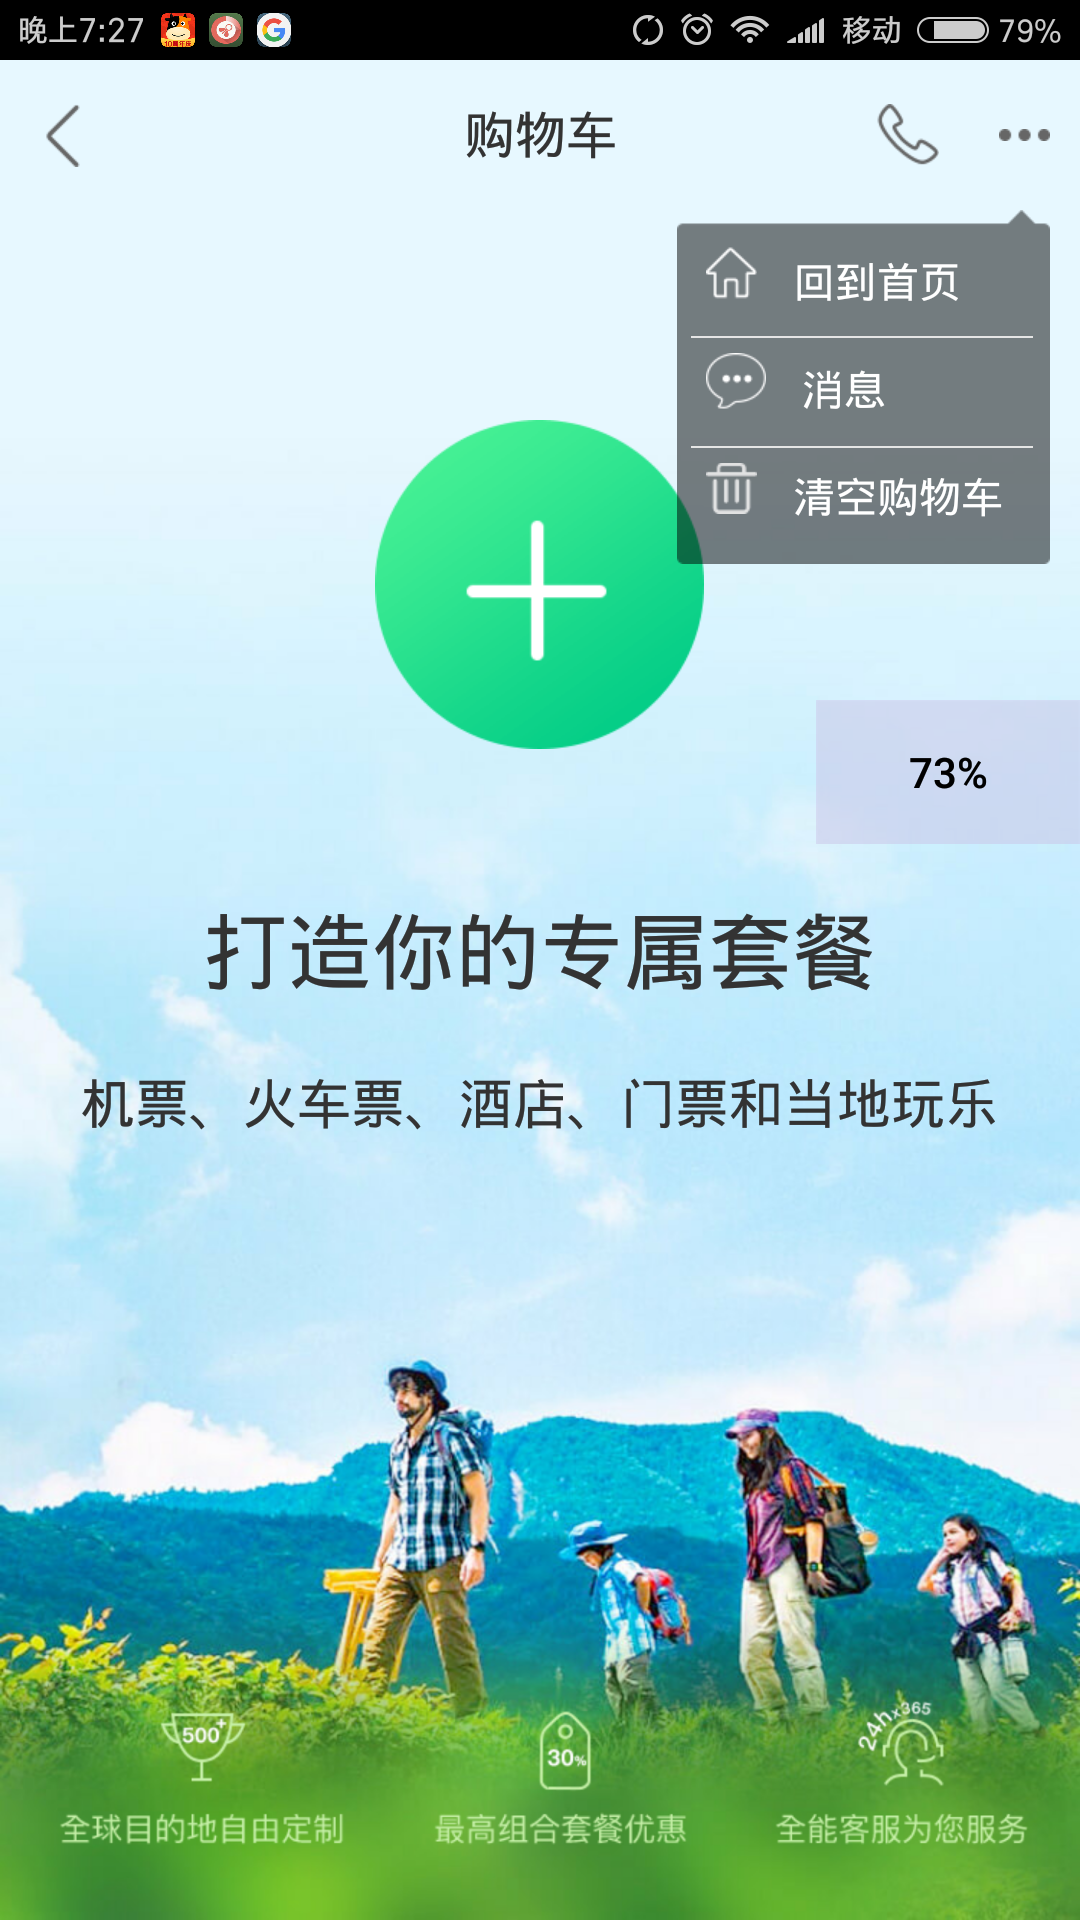 晚上7:27
移动 79%
购物车
回到首页
消息
清空购物车
73%
打造你的专属套餐
机票、火车票、酒店、门票和当地玩乐
500+
30%
24h x365
全球目的地自由定制
最高组合套餐优惠
全能客服为您服务